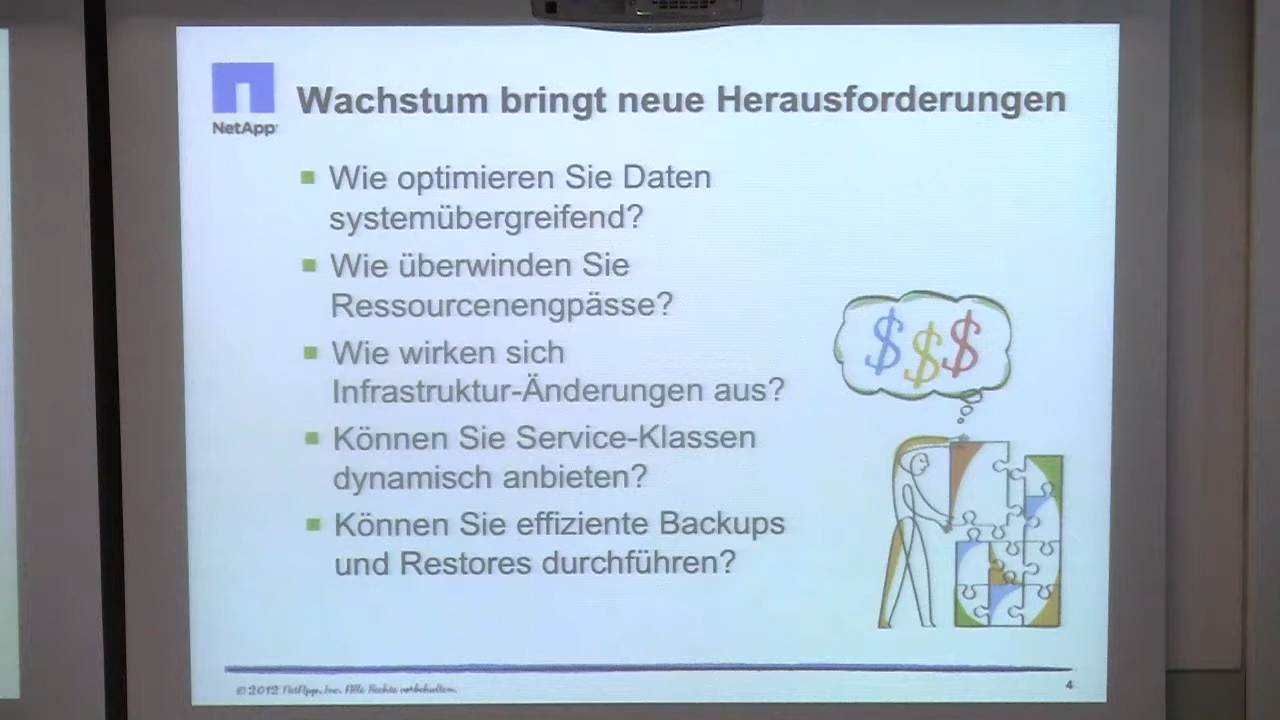 NetApp
Wachstum bringt neue Herausforderungen
Wie optimieren Sie Daten
systemübergreifend?
Wie überwinden Sie
Ressourcenengpässe?
Wie wirken sich
Infrastruktur-Änderungen aus?
Können Sie Service-Klassen
dynamisch anbieten?
Können Sie effiziente Backups
und Restores durchführen?
$ $ $
© 2012 NetApp, Inc. Alle Rechte vorbehalten.
4